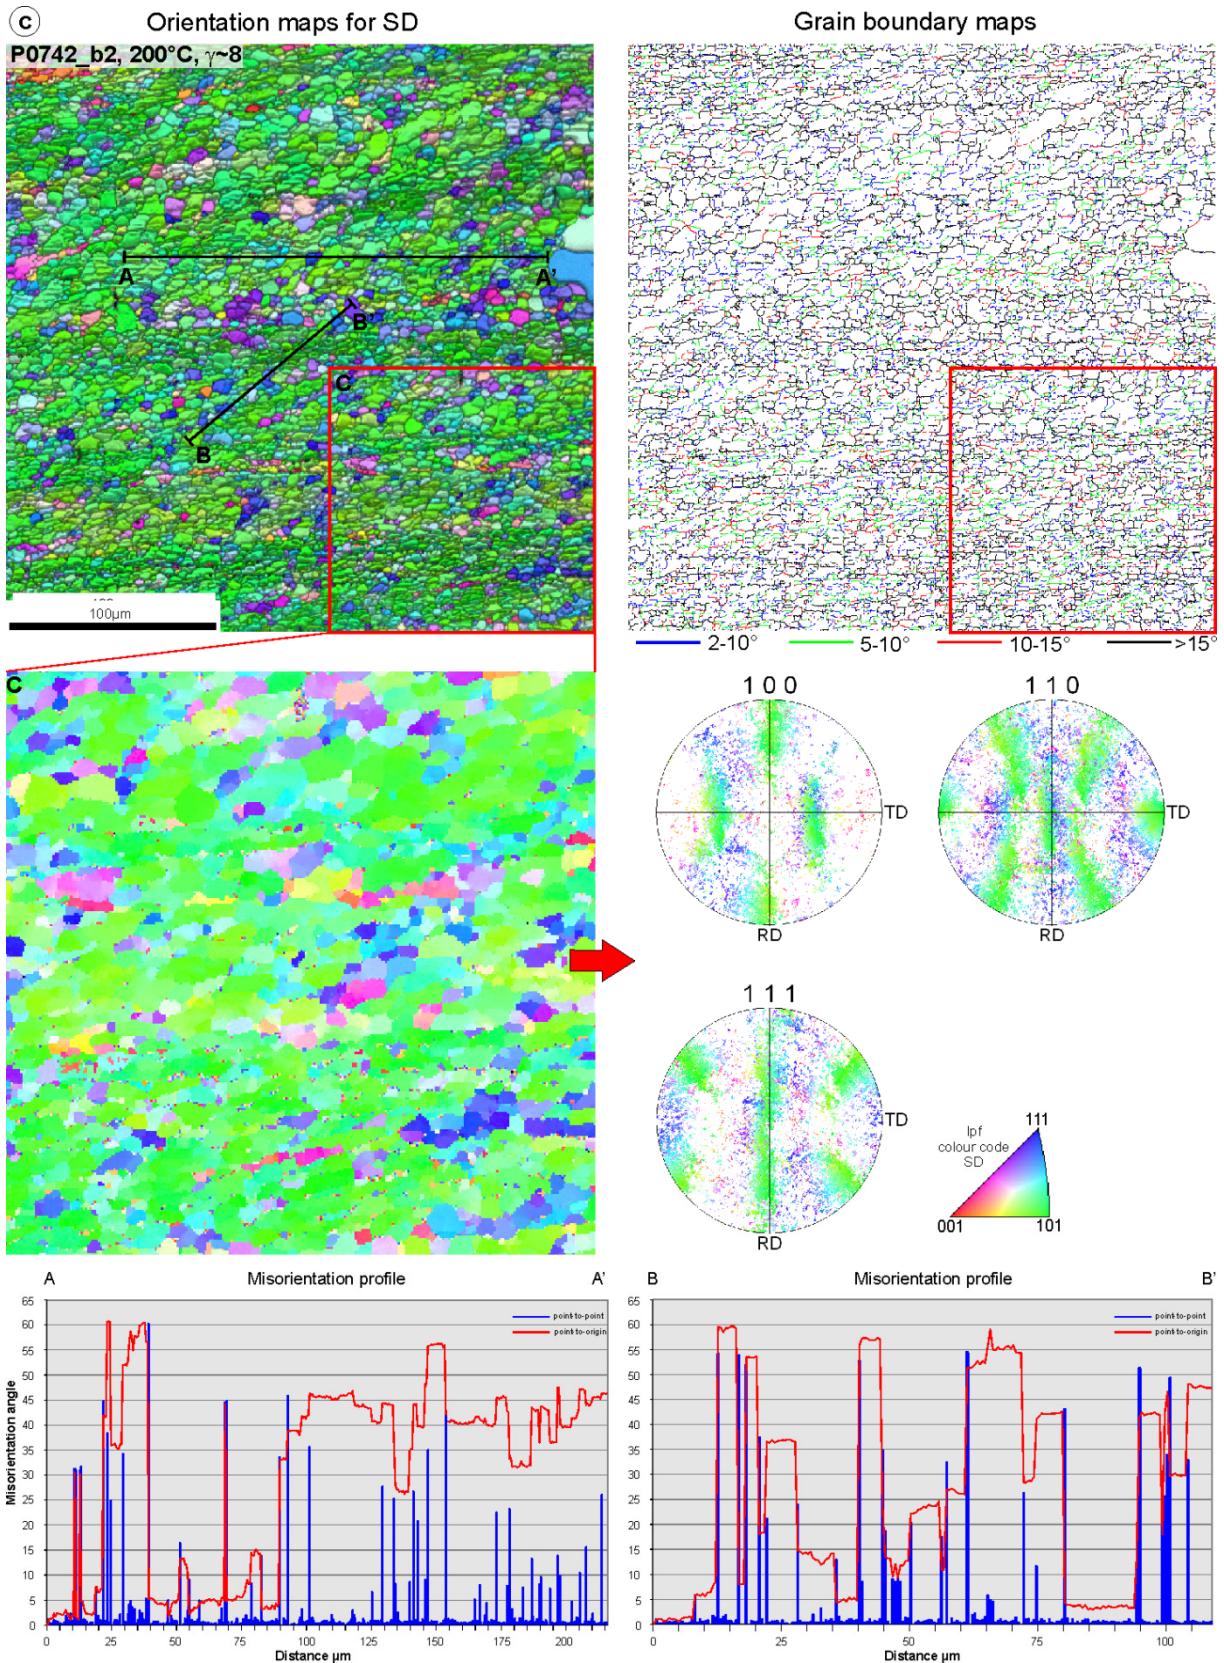 c
Orientation maps for SD
Grain boundary maps
P0742_b2, 200°C, γ~8
A
A'
B'
B
C
100µm
2-10°
5-10°
10-15°
>15°
C
1 0 0
1 1 0
TD
TD
RD
RD
1 1 1
TD
RD
Ipf
colour code
SD
111
001
101
A
Misorientation profile
A'
B
Misorientation profile
B'
point-to-point
point-to-origin
point-to-point
point-to-origin
Misorientation angle
65
60
55
50
45
40
35
30
25
20
15
10
5
0
0
25
50
75
100
125
150
175
200
Distance µm
65
60
55
50
45
40
35
30
25
20
15
10
5
0
0
25
50
75
100
Distance µm